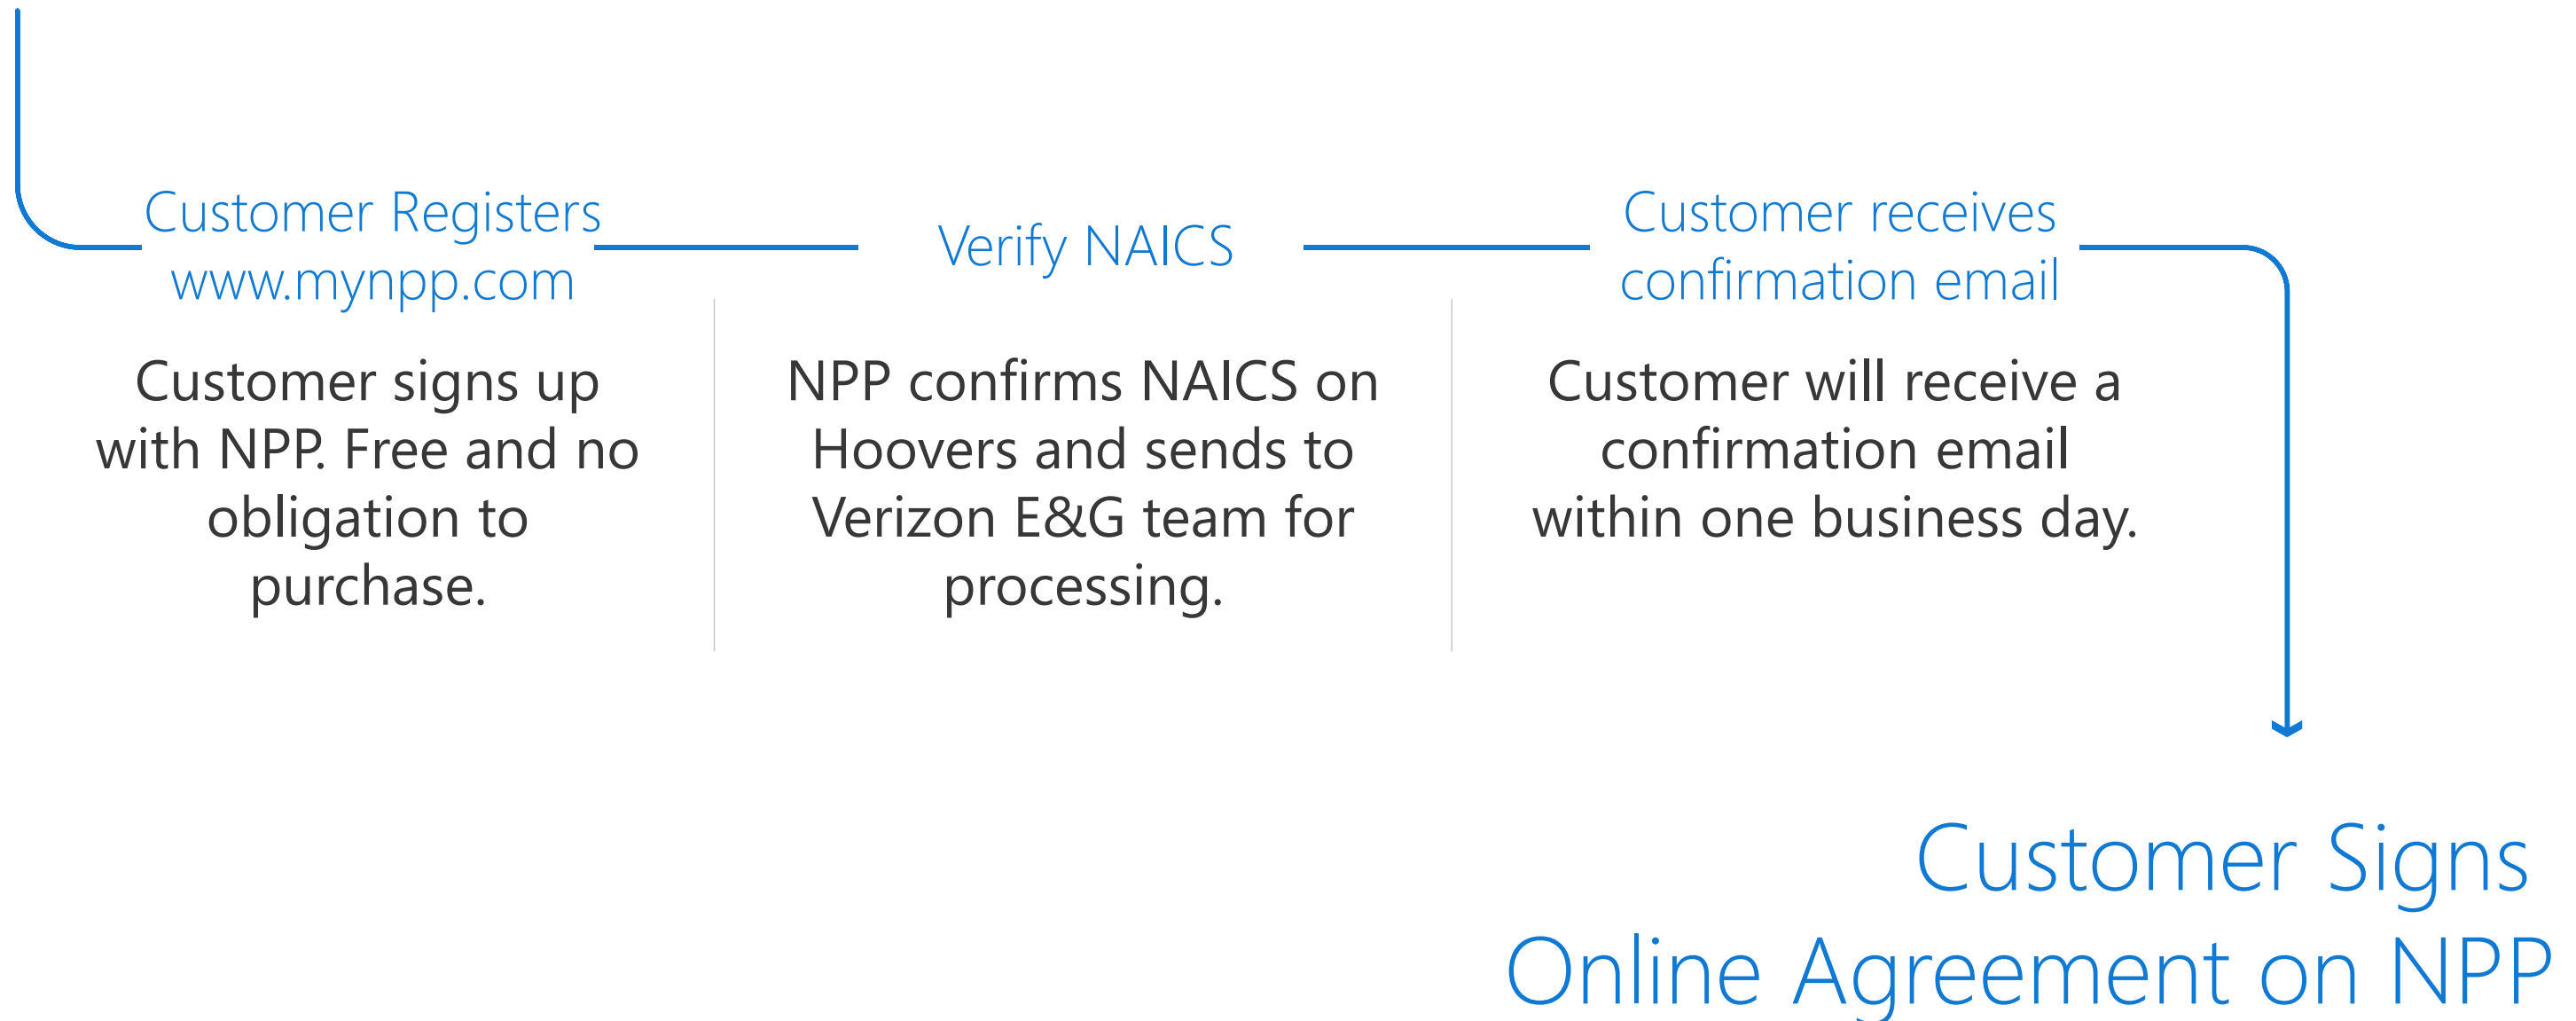 Customer Registers
www.mynpp.com
Customer signs up
with NPP. Free and no
obligation to
purchase.
Verify NAICS
NPP confirms NAICS on
Hoovers and sends to
Verizon E&G team for
processing.
Customer receives
confirmation email
Customer will receive a
confirmation email
within one business day.
Customer Signs
Online Agreement on NPP